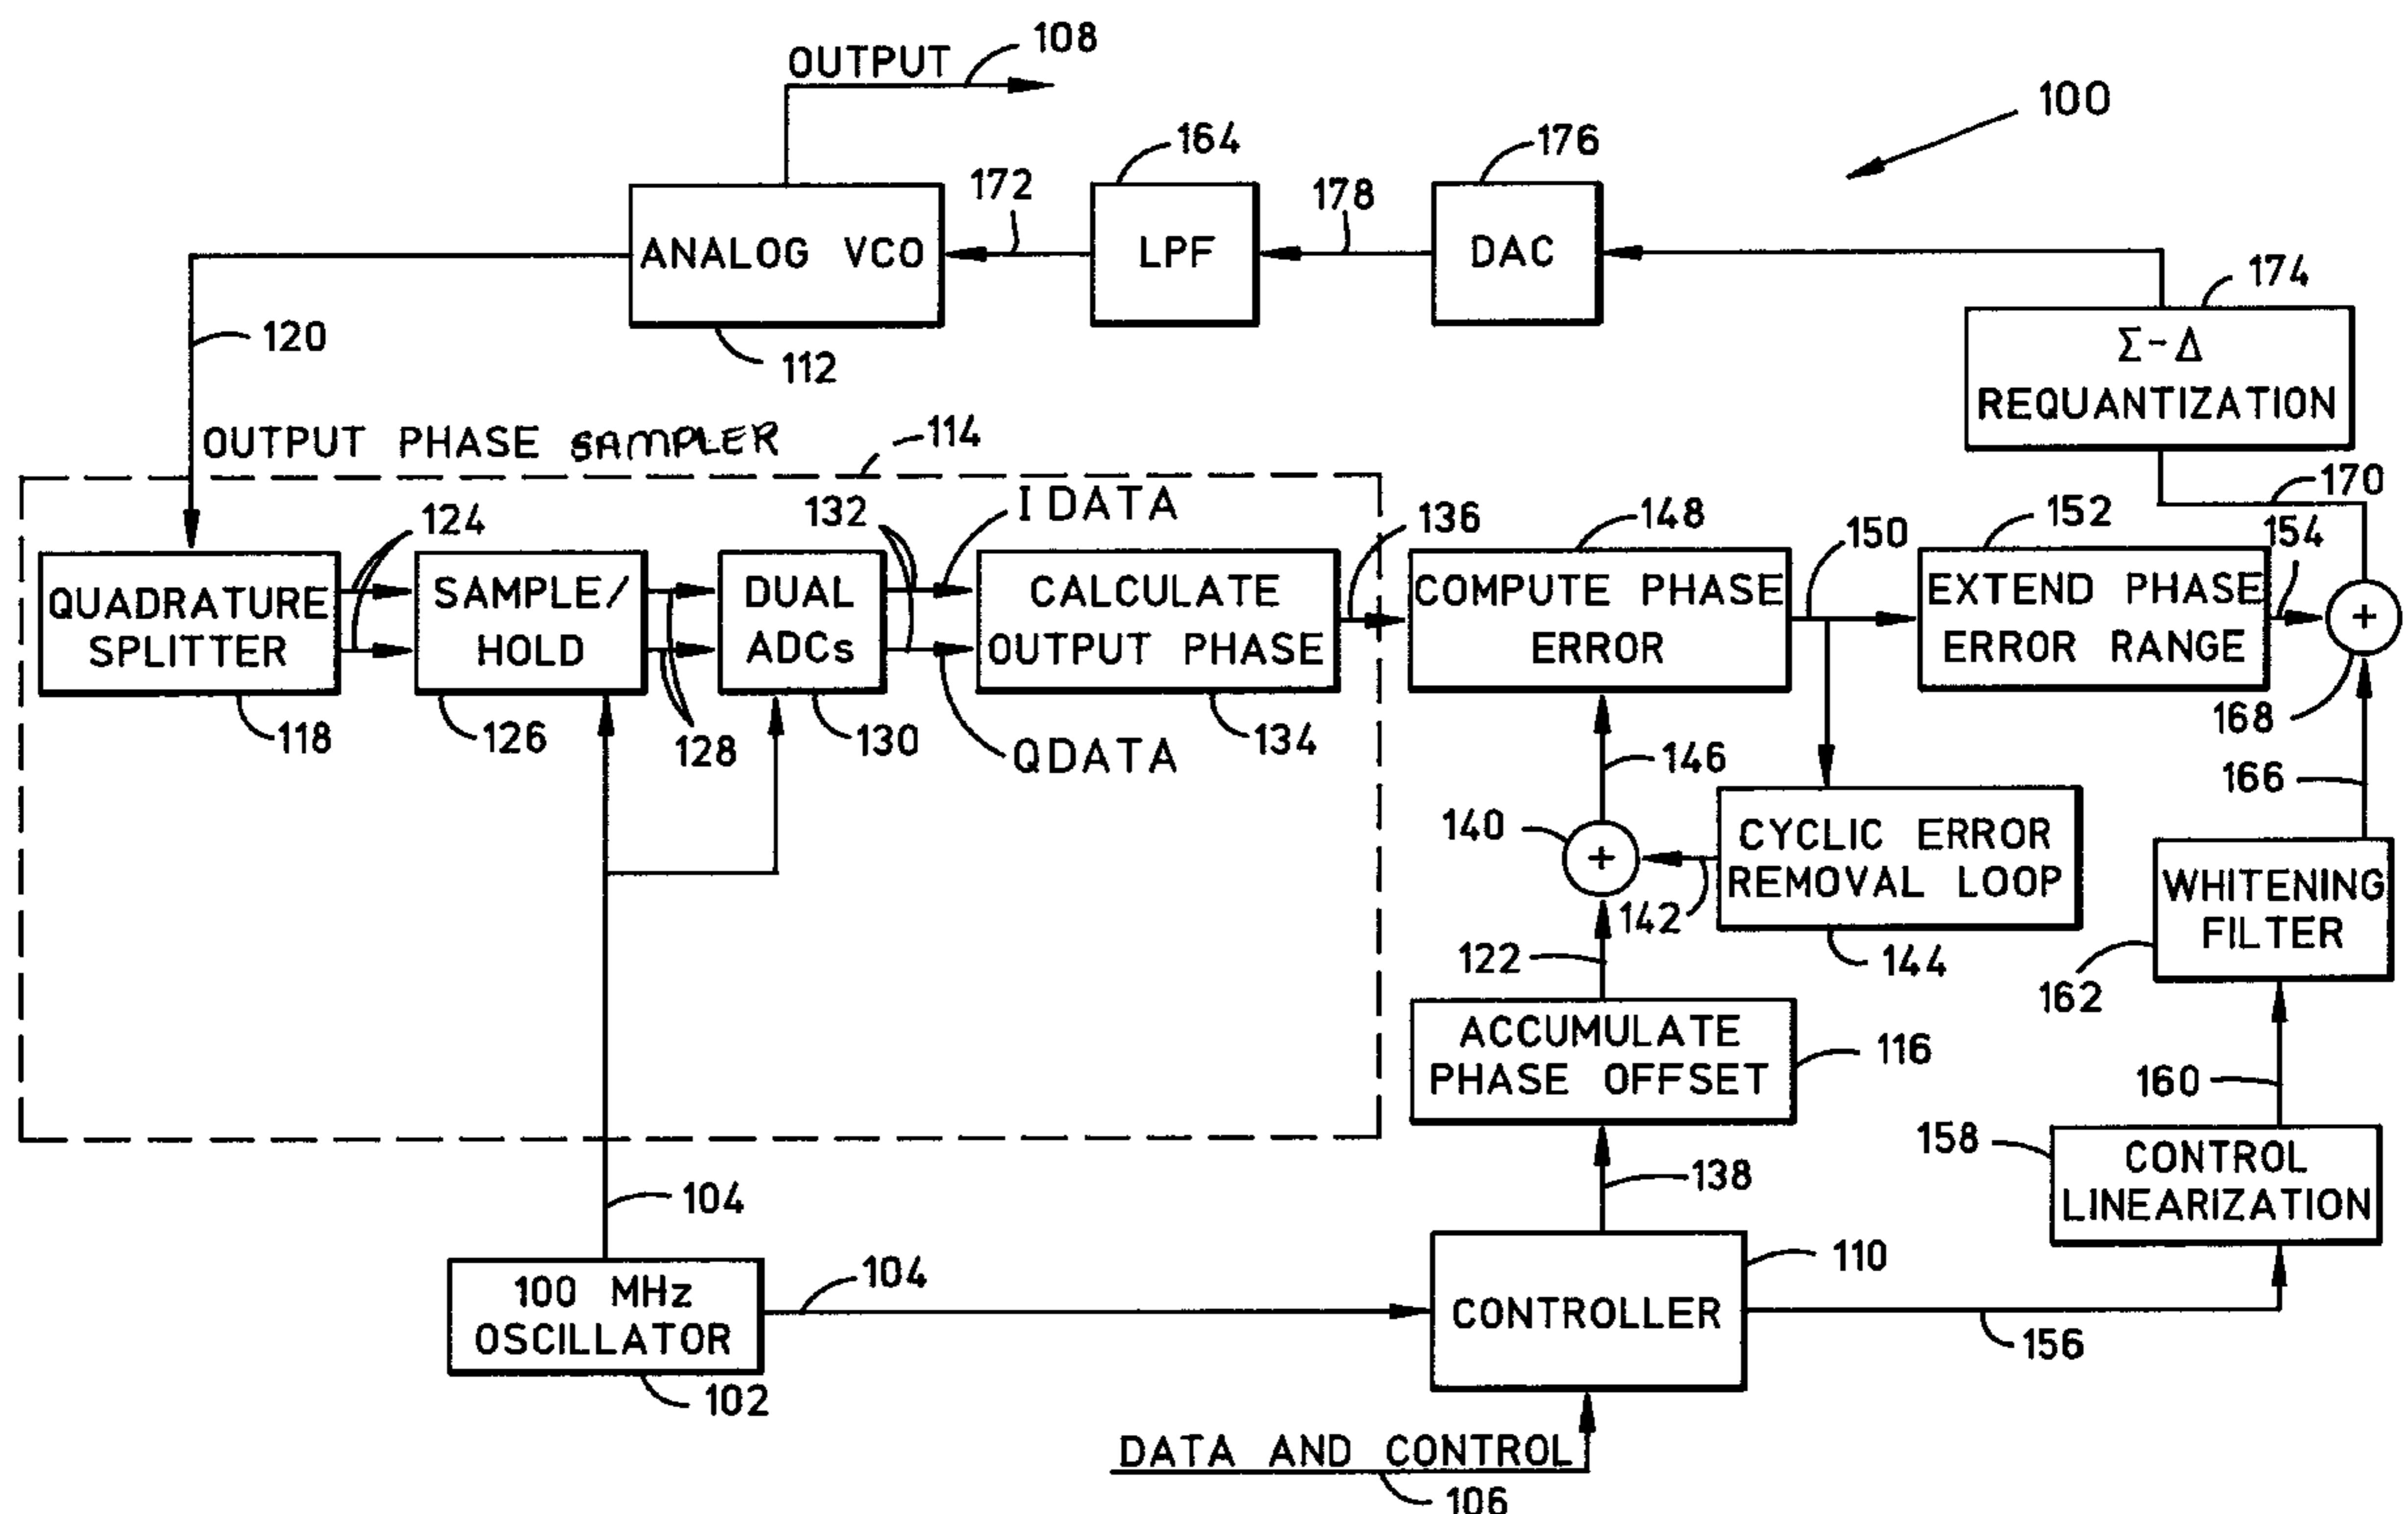 OUTPUT
108
100
164
176
172
178
ANALOG VCO
LPF
DAC
174
120
112
Σ-Δ
REQUANTIZATION
OUTPUT PHASE SAMPLER
114
170
124
132
I DATA
136
148
150
152
154
QUADRATURE
SPLITTER
SAMPLE/
HOLD
DUAL
ADCs
CALCULATE
OUTPUT PHASE
COMPUTE PHASE
ERROR
EXTEND PHASE
ERROR RANGE
+
118
126
128
130
QDATA
134
168
146
166
140
+
CYCLIC ERROR
REMOVAL LOOP
142
144
WHITENING
FILTER
162
122
ACCUMULATE
PHASE OFFSET
116
160
158
CONTROL
LINEARIZATION
138
104
100 MHz
OSCILLATOR
102
104
CONTROLLER
110
156
DATA AND CONTROL
106